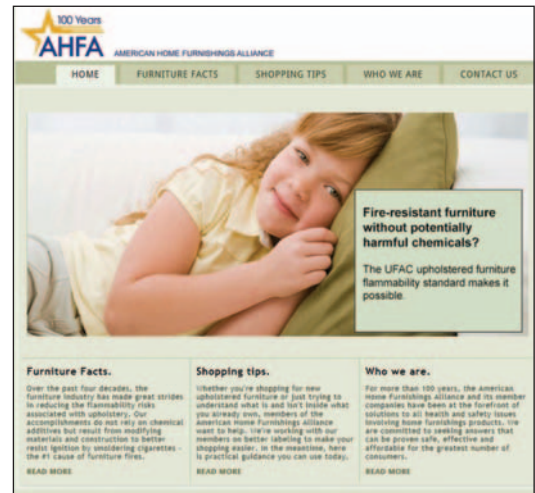 100 Years
AHFA AMERICAN HOME FURNISHINGS ALLIANCE
HOME FURNITURE FACTS SHOPPING TIPS WHO WE ARE CONTACT US
Fire-resistant furniture
without potentially
harmful chemicals?
The UFAC upholstered furniture
flammability standard makes it
possible.
Furniture Facts.
Over the past four decades, the
furniture industry has made great strides
in reducing the flammability risks
associated with upholstery. Our
accomplishments do not rely on chemical
additives but result from modifying
materials and construction to better
resist ignition by smoldering cigarettes -
the #1 cause of furniture fires.
READ MORE
Shopping tips.
Whether you're shopping for new
upholstered furniture or just trying to
understand what is and isn't inside what
you already own, members of the
American Home Furnishings Alliance
want to help. We're working with our
members on better labeling to make your
shopping easier. In the meantime, here
is practical guidance you can use today.
READ MORE
Who we are.
For more than 100 years, the American
Home Furnishings Alliance and its member
companies have been at the forefront of
solutions to all health and safety issues
involving home furnishings products. We
are committed to seeking answers that
can be proven safe, effective and
affordable for the greatest number of
consumers.
READ MORE